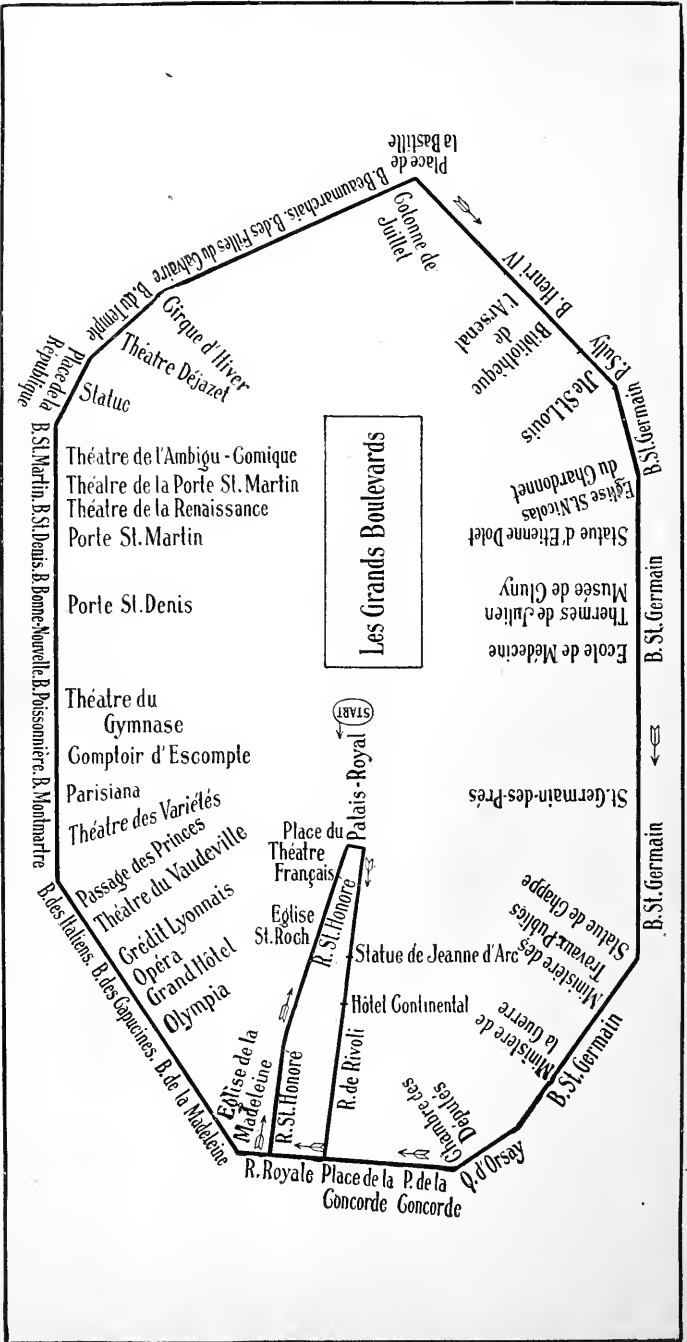 Place de
la Bastille
B. Beaumarchais. B. des Filles du Calvaire
B. du Temple
Place de la
République
Colonne de
Juillet
B. Henri IV
Bibliothèque
de
l'Arsenal
P. Sully
Ile St. Louis
B. St. Germain
Cirque d'Hiver
Théatre Déjazet
Statue
B. St. Martin. B. St. Denis. B. Bonne-Nouvelle. B. Poissonnière. B. Montmartre
Théatre de l'Ambigu-Comique
Théatre de la Porte St. Martin
Théatre de la Renaissance
Porte St. Martin
Porte St. Denis
Théatre du
Gymnase
Comptoir d'Escompte
Parisiana
Théatre des Variétés
Passage des Princes
Théatre du Vaudeville
Crédit Lyonnais
Opéra
Grand Hôtel
Olympia
B. des Italiens. B. des Capucines. B. de la Madeleine
Les Grands Boulevards
START
Palais-Royal
Place du
Théatre
Français
Eglise
St. Roch
R. St. Honoré
Statue de Jeanne d'Arc
Hôtel Continental
R. de Rivoli
R. St. Honoré
Eglise de la
Madeleine
R. Royale
Place de la
Concorde
P. de la
Concorde
Q. d'Orsay
Chambre des
Députés
B. St. Germain
Ministère de
la Guerre
Ministère des
Travaux-Publics
Statue de Chappe
B. St. Germain
St. Germain-des-Prés
B. St. Germain
Ecole de Médecine
Thermes de Julien
Musée de Cluny
Statue d'Etienne Dolet
Eglise St. Nicolas
du Chardonnet